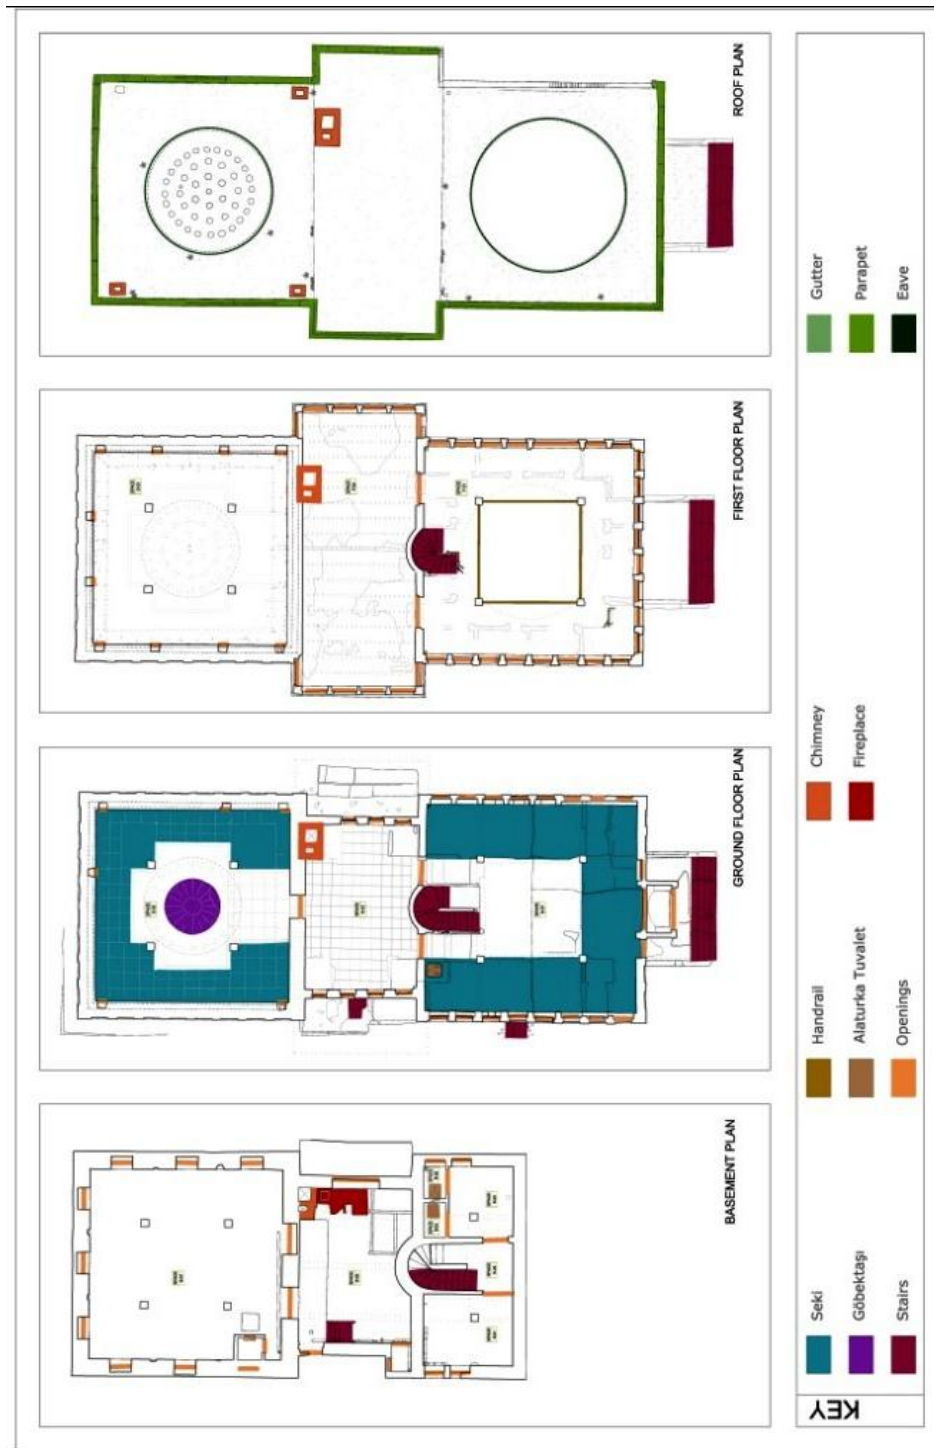 BASEMENT PLAN
GROUND FLOOR PLAN
FIRST FLOOR PLAN
ROOF PLAN
KEY
Seki
Göbektaşı
Stairs
Handrail
Alaturka Tuvalet
Openings
Chimney
Fireplace
Gutter
Parapet
Eave